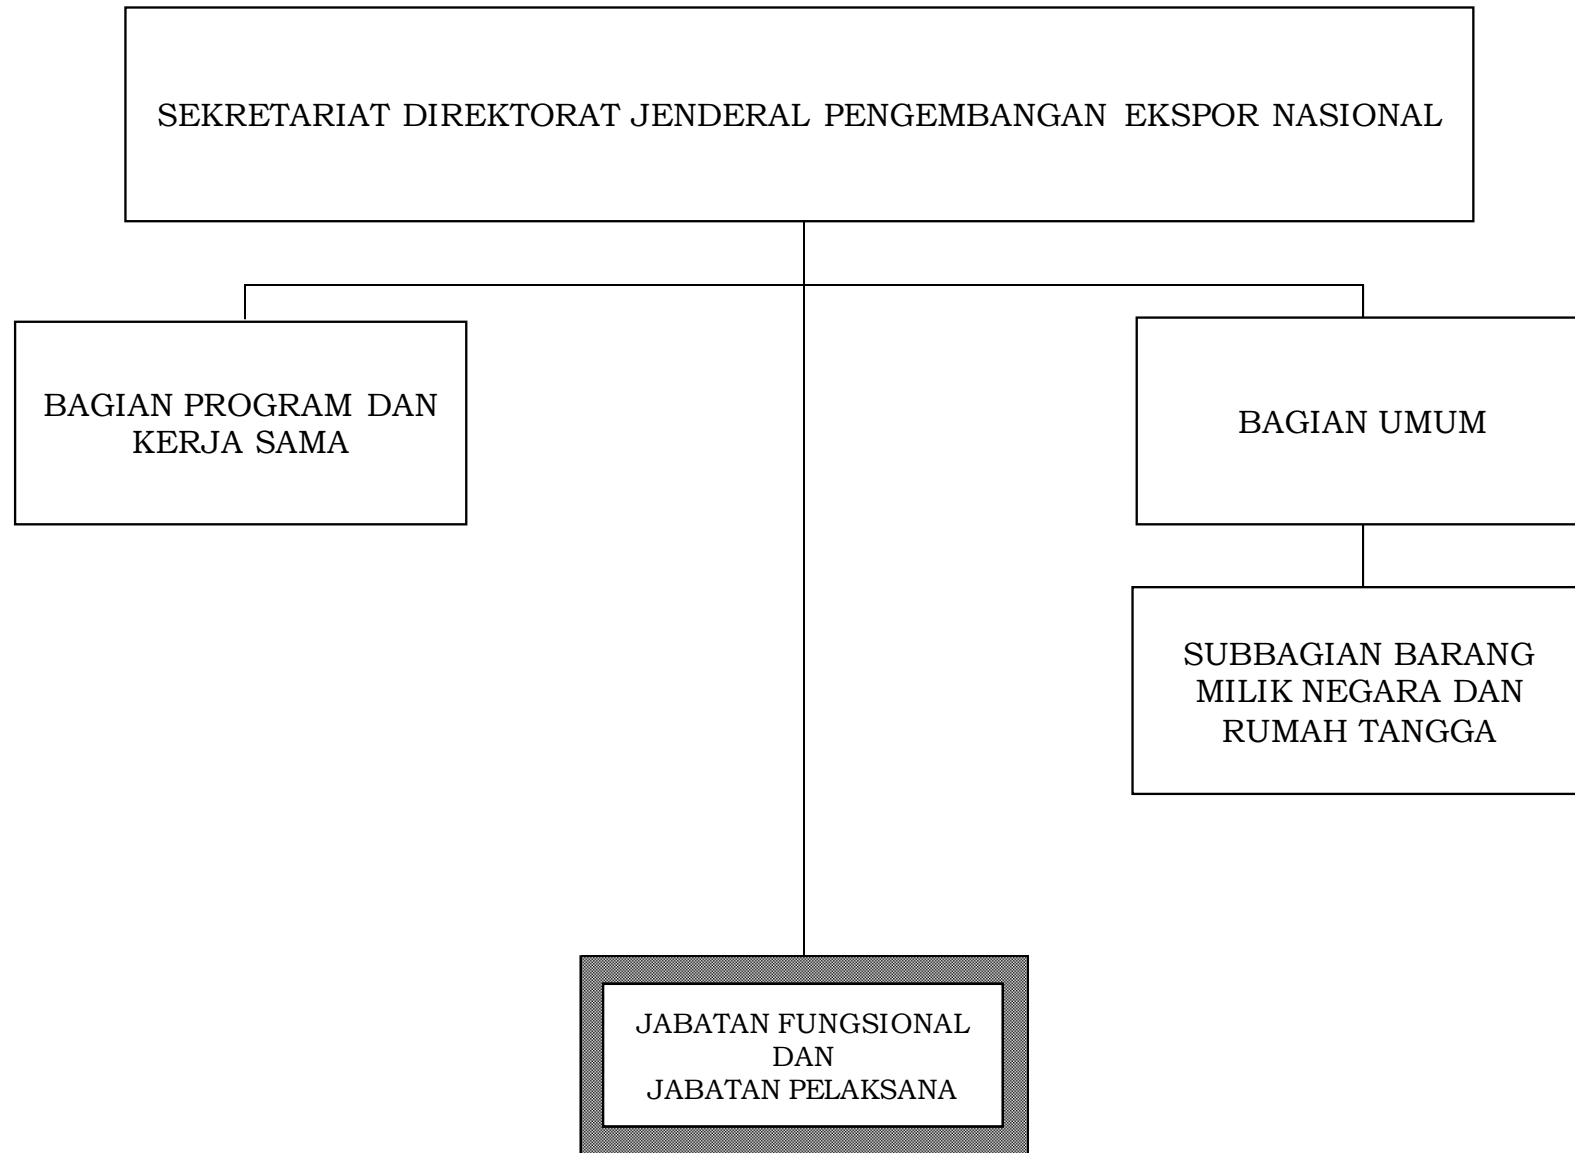 SEKRETARIAT DIREKTORAT JENDERAL PENGEMBANGAN EKSPOR NASIONAL
BAGIAN PROGRAM DAN
KERJA SAMA
BAGIAN UMUM
SUBBAGIAN BARANG
MILIK NEGARA DAN
RUMAH TANGGA
JABATAN FUNGSIONAL
DAN
JABATAN PELAKSANA